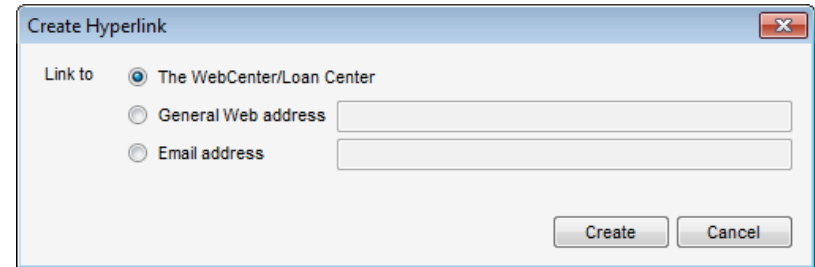 Create Hyperlink
Link to The WebCenter/Loan Center
General Web address
Email address
Create Cancel